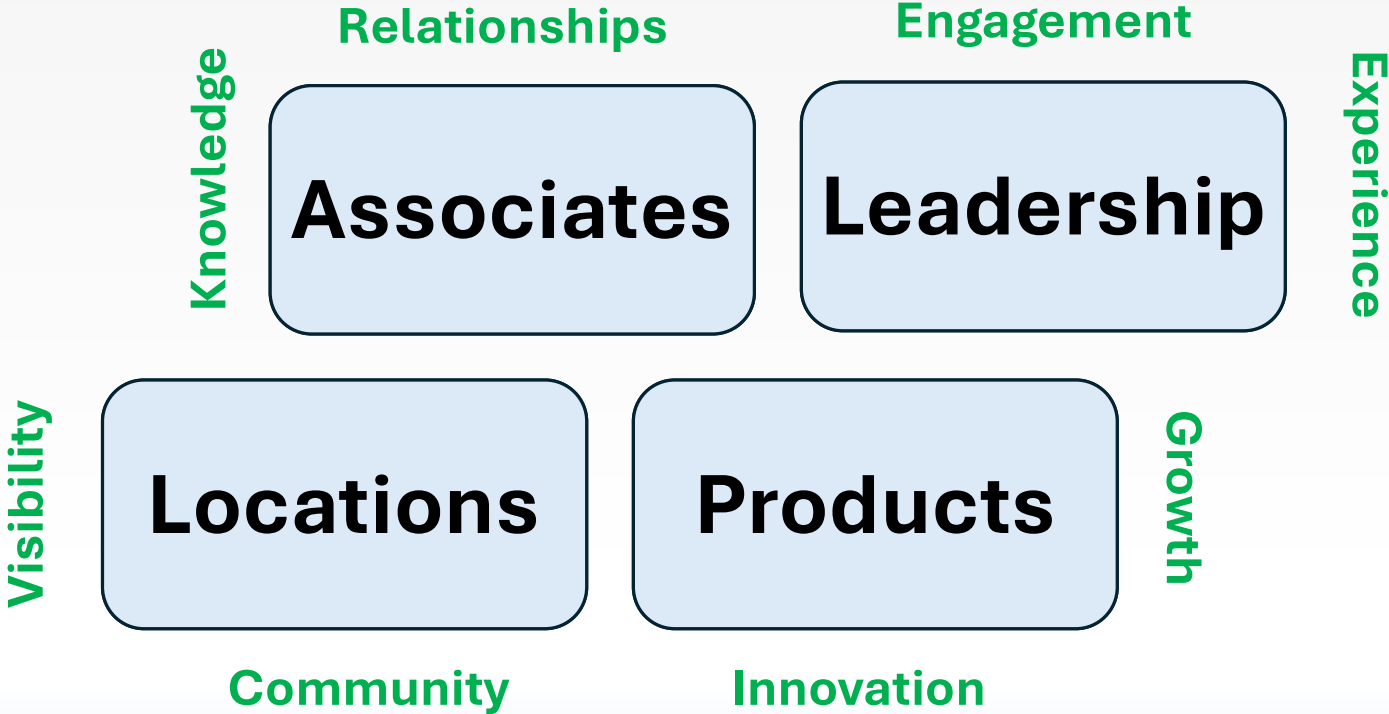 Relationships
Engagement
Knowledge
Associates
Leadership
Experience
Visibility
Locations
Products
Growth
Community
Innovation